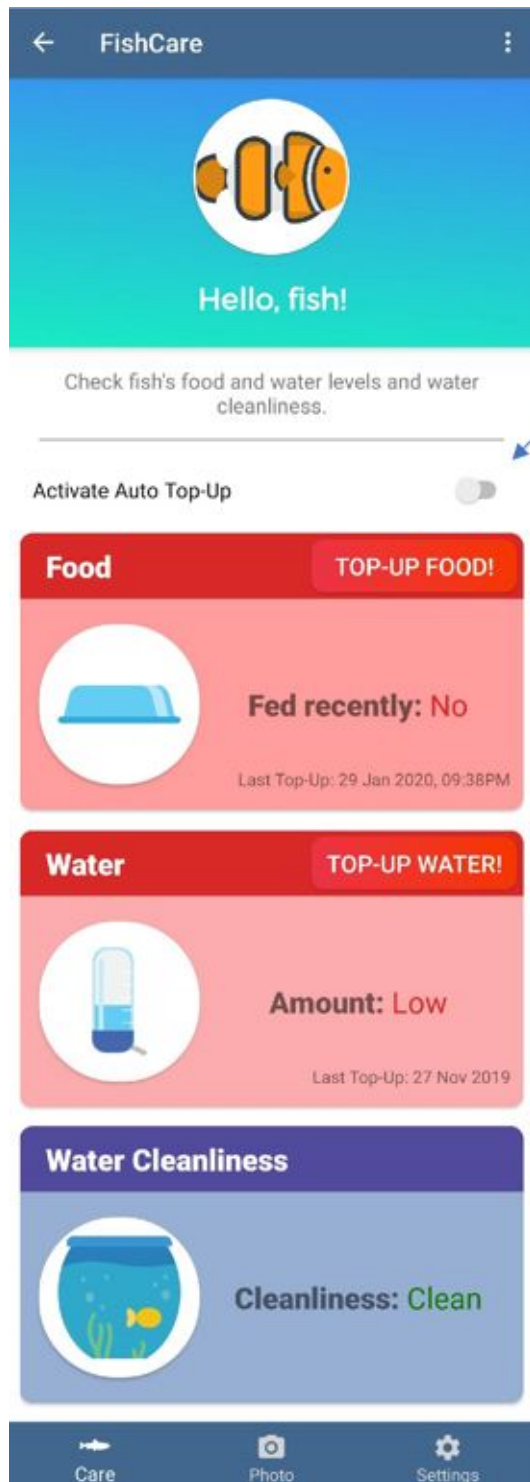 FishCare
Hello, fish!
Check fish's food and water levels and water
cleanliness.
Activate Auto Top-Up
Food
TOP-UP FOOD!
Fed recently: No
Last Top-Up: 29 Jan 2020, 09:38PM
Water
TOP-UP WATER!
Amount: Low
Last Top-Up: 27 Nov 2019
Water Cleanliness
Cleanliness: Clean
Care
Photo
Settings